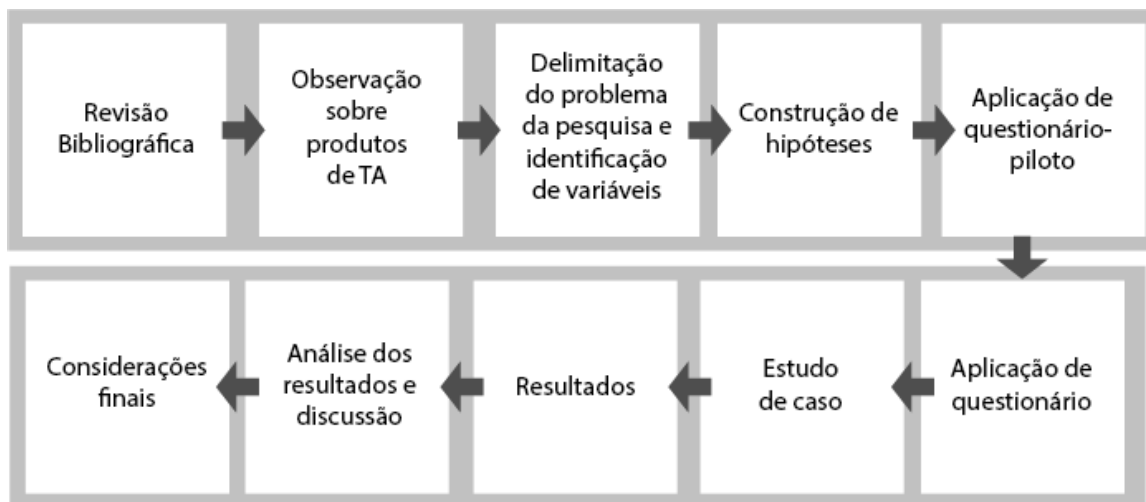 Revisão
Bibliográfica
Observação
sobre
produtos
de TA
Delimitação
do problema
da pesquisa e
identificação
de variáveis
Construção de
hipóteses
Aplicação de
questionário-
piloto
Aplicação de
questionário
Estudo
de caso
Resultados
Análise dos
resultados e
discussão
Considerações
finais